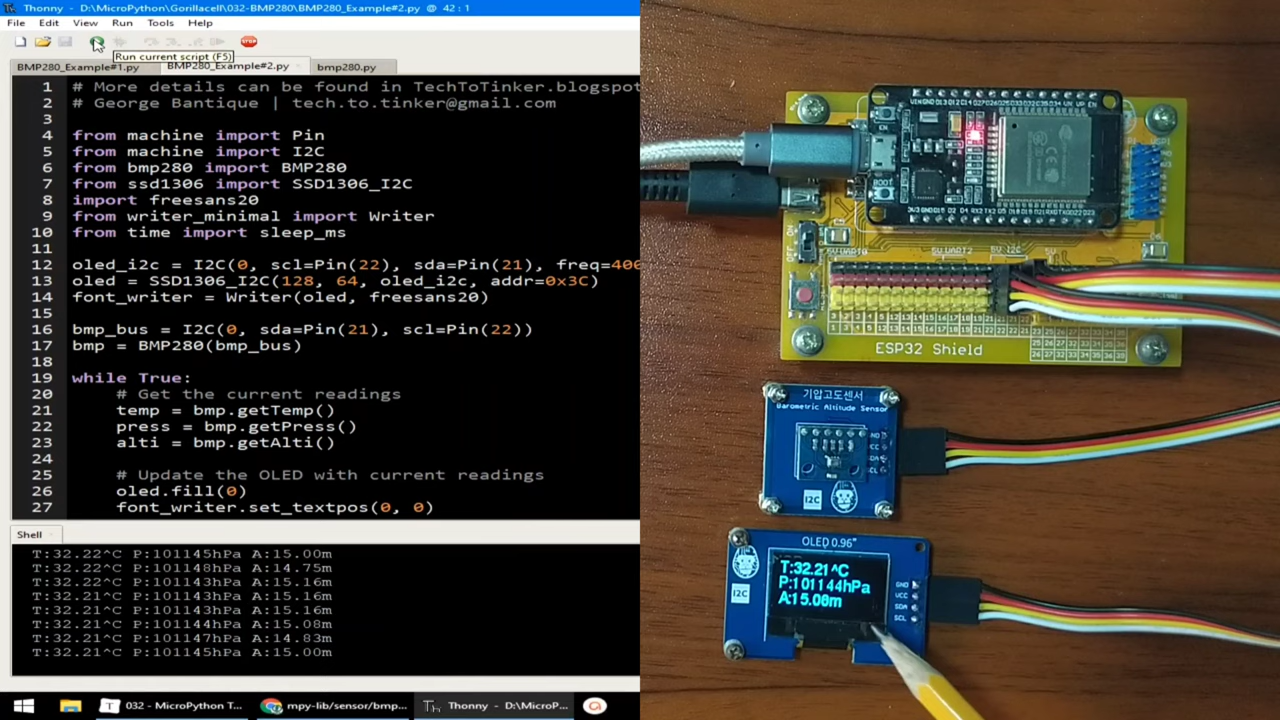 Thonny - D:\MicroPython\Gorillacell\032-BMP280\BMP280_Example#2.py @ 42 : 1
File Edit View Run Tools Help
Run current script (F5)
BMP280_Example#1.py BMP280_Example#2.py bmp280.py
1 # More details can be found in TechToTinker.blogspot
2 # George Bantique | tech.to.tinker@gmail.com
3
4 from machine import Pin
5 from machine import I2C
6 from bmp280 import BMP280
7 from ssd1306 import SSD1306_I2C
8 import freesans20
9 from writer_minimal import Writer
10 from time import sleep_ms
11
12 oled_i2c = I2C(0, scl=Pin(22), sda=Pin(21), freq=400
13 oled = SSD1306_I2C(128, 64, oled_i2c, addr=0x3C)
14 font_writer = Writer(oled, freesans20)
15
16 bmp_bus = I2C(0, sda=Pin(21), scl=Pin(22))
17 bmp = BMP280(bmp_bus)
18
19 while True:
20 # Get the current readings
21 temp = bmp.getTemp()
22 press = bmp.getPress()
23 alti = bmp.getAlti()
24
25 # Update the OLED with current readings
26 oled.fill(0)
27 font_writer.set_textpos(0, 0)
Shell
T:32.22^C P:101145hPa A:15.00m
T:32.22^C P:101148hPa A:14.75m
T:32.22^C P:101143hPa A:15.16m
T:32.21^C P:101143hPa A:15.16m
T:32.21^C P:101144hPa A:15.08m
T:32.21^C P:101147hPa A:14.83m
T:32.22^C P:101145hPa A:15.00m
032 - MicroPython T... mpy-lib/sensor/bmp... Thonny - D:\MicroP...
EN
BOOT
5V UART2 5V I2C 5V
ESP32 Shield
기압고도센서
Barometric Altitude Sensor
VCC
SDA
SCL
I2C
OLED 0.96"
T:32.21^C
P:101144hPa
A:15.08m
I2C
GND
VCC
SDA
SCL